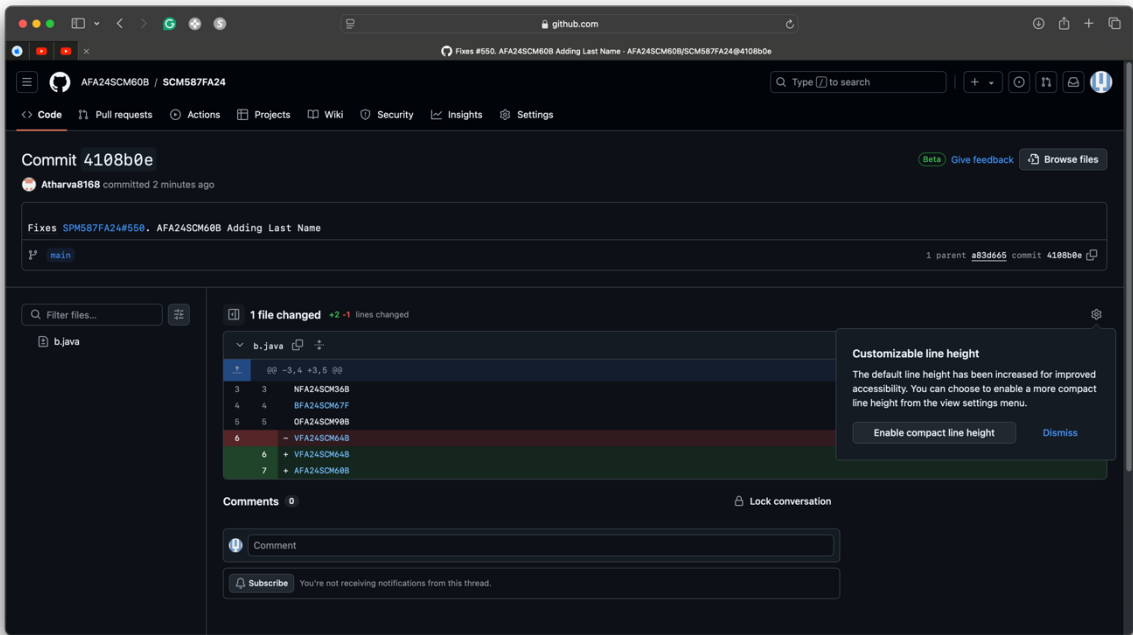 github.com
Fixes #550. AFA24SCM60B Adding Last Name · AFA24SCM60B/SCM587FA24@4108b0e
AFA24SCM60B / SCM587FA24
Type / to search
Code Pull requests Actions Projects Wiki Security Insights Settings
Commit 4108b0e
Beta Give feedback Browse files
Atharva8168 committed 2 minutes ago
Fixes SPM587FA24#550. AFA24SCM60B Adding Last Name
main
1 parent a83d665 commit 4108b0e
Filter files...
b.java
1 file changed +2 -1 lines changed
b.java
@@ -3,4 +3,5 @@
3 3 NFA24SCM36B
4 4 BFA24SCM67F
5 5 OFA24SCM90B
6 - VFA24SCM64B
6 + VFA24SCM64B
7 + AFA24SCM60B
Customizable line height
The default line height has been increased for improved
accessibility. You can choose to enable a more compact
line height from the view settings menu.
Enable compact line height Dismiss
Comments 0
Lock conversation
Comment
Subscribe You're not receiving notifications from this thread.